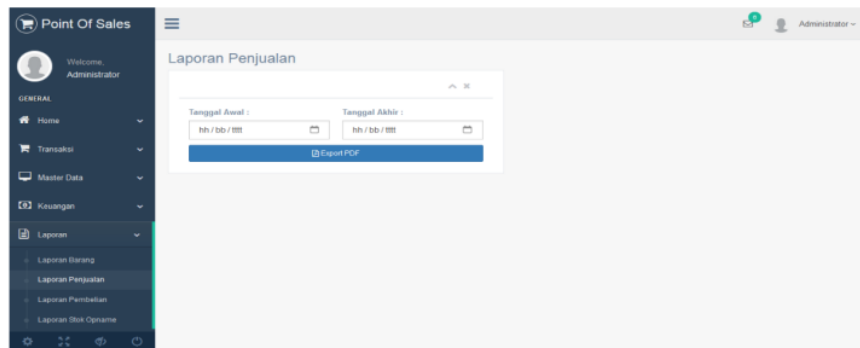 Point Of Sales
Welcome,
Administrator
GENERAL
Home
Transaksi
Master Data
Keuangan
Laporan
Laporan Barang
Laporan Penjualan
Laporan Pembelian
Laporan Stok Opname
Administrator
Laporan Penjualan
Tanggal Awal : Tanggal Akhir :
hh / bb / tttt hh / bb / tttt
Export PDF